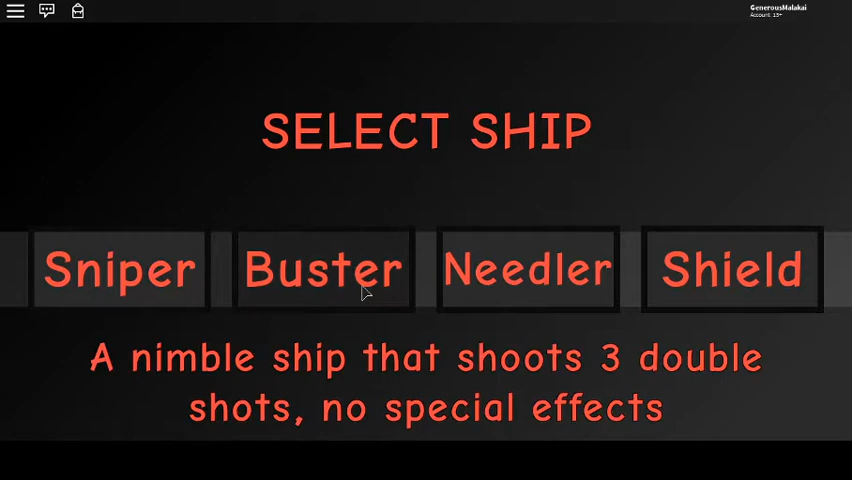 GenerousMalakai
Account: 13+
SELECT SHIP
Sniper Buster Needler Shield
A nimble ship that shoots 3 double
shots, no special effects